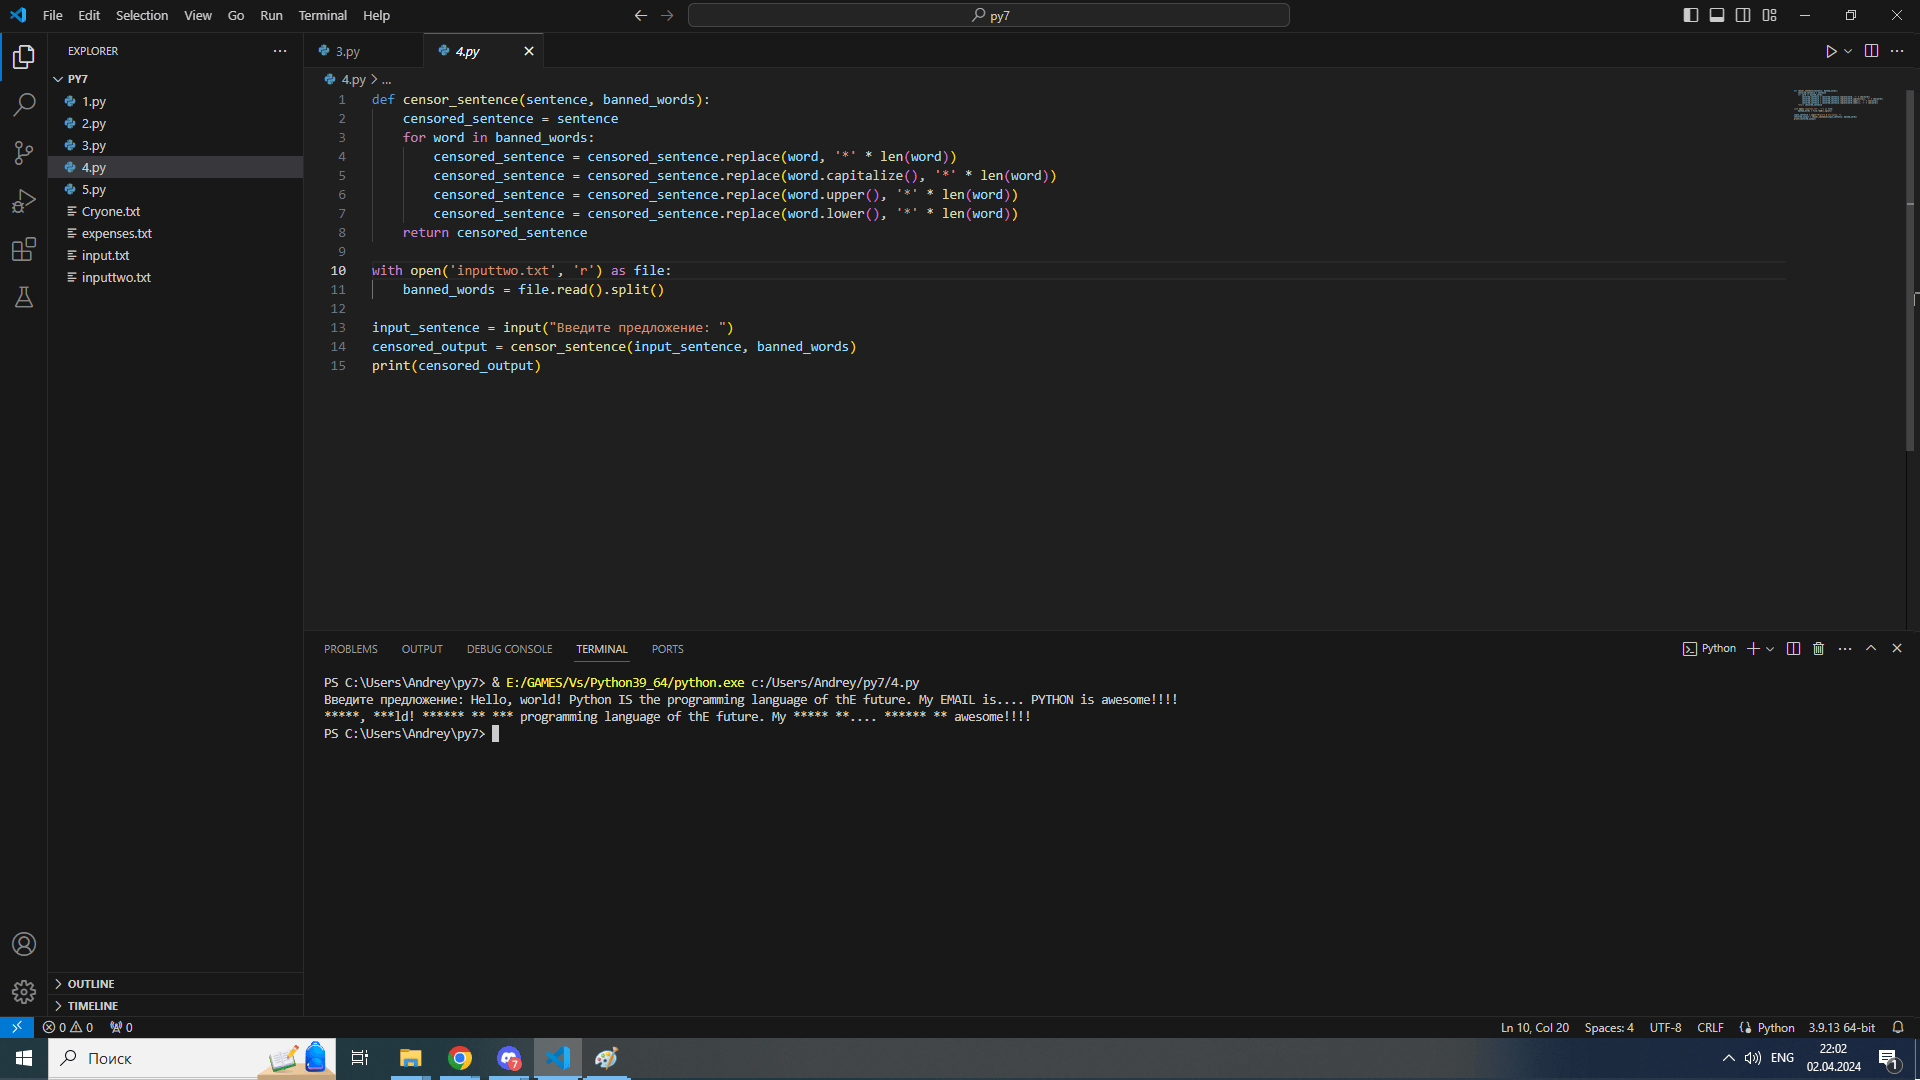 File Edit Selection View Go Run Terminal Help
py7
EXPLORER
PY7
1.py
2.py
3.py
4.py
5.py
Cryone.txt
expenses.txt
input.txt
inputtwo.txt
OUTLINE
TIMELINE
3.py
4.py
4.py > ...
1 def censor_sentence(sentence, banned_words):
2     censored_sentence = sentence
3     for word in banned_words:
4         censored_sentence = censored_sentence.replace(word, '*' * len(word))
5         censored_sentence = censored_sentence.replace(word.capitalize(), '*' * len(word))
6         censored_sentence = censored_sentence.replace(word.upper(), '*' * len(word))
7         censored_sentence = censored_sentence.replace(word.lower(), '*' * len(word))
8     return censored_sentence
9
10 with open('inputtwo.txt', 'r') as file:
11     banned_words = file.read().split()
12
13 input_sentence = input("Введите предложение: ")
14 censored_output = censor_sentence(input_sentence, banned_words)
15 print(censored_output)
PROBLEMS OUTPUT DEBUG CONSOLE TERMINAL PORTS
Python
PS C:\Users\Andrey\py7> & E:/GAMES/Vs/Python39_64/python.exe c:/Users/Andrey/py7/4.py
Введите предложение: Hello, world! Python IS the programming language of thE future. My EMAIL is.... PYTHON is awesome!!!!
*****, ***ld! ****** ** *** programming language of thE future. My ***** **.... ****** ** awesome!!!!
PS C:\Users\Andrey\py7>
0 0 0
Ln 10, Col 20 Spaces: 4 UTF-8 CRLF Python 3.9.13 64-bit
Поиск
7
ENG
22:02
02.04.2024
1